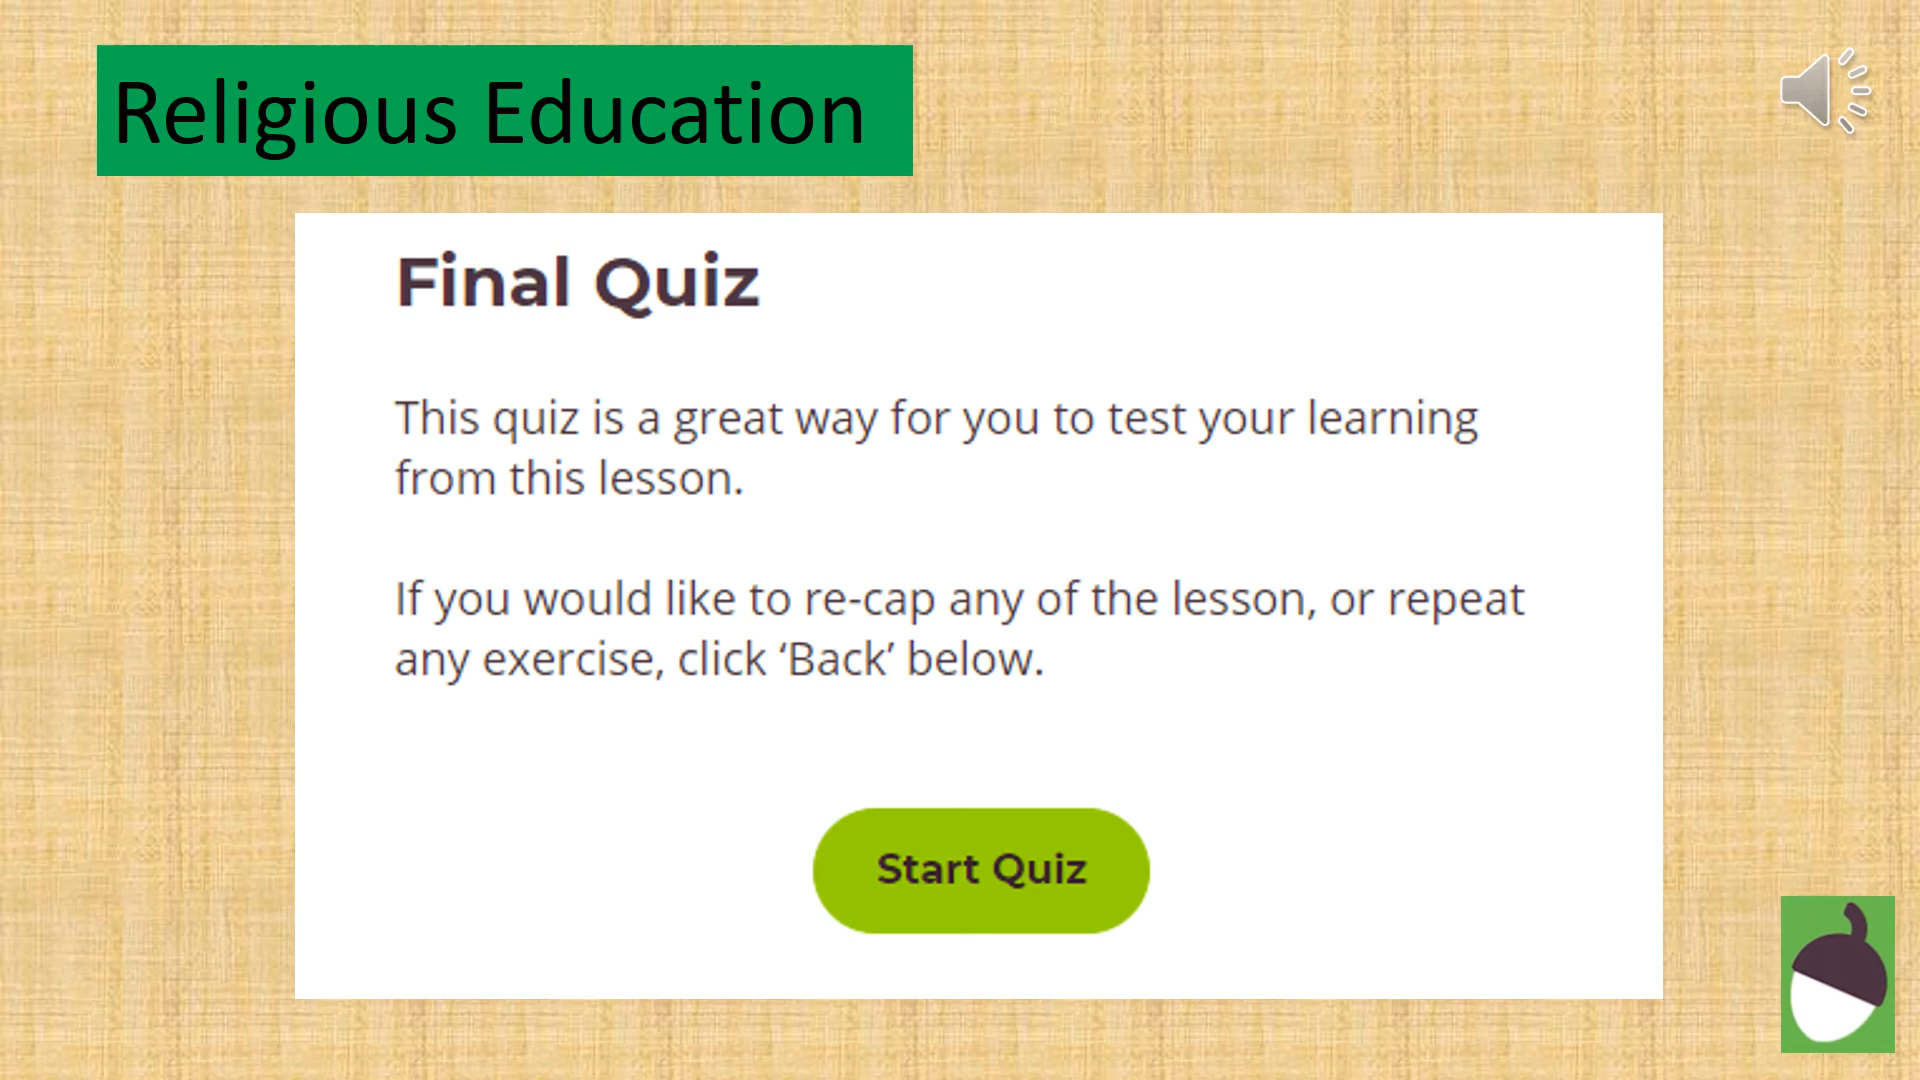 Religious Education
Final Quiz
This quiz is a great way for you to test your learning
from this lesson.
If you would like to re-cap any of the lesson, or repeat
any exercise, click ‘Back’ below.
Start Quiz